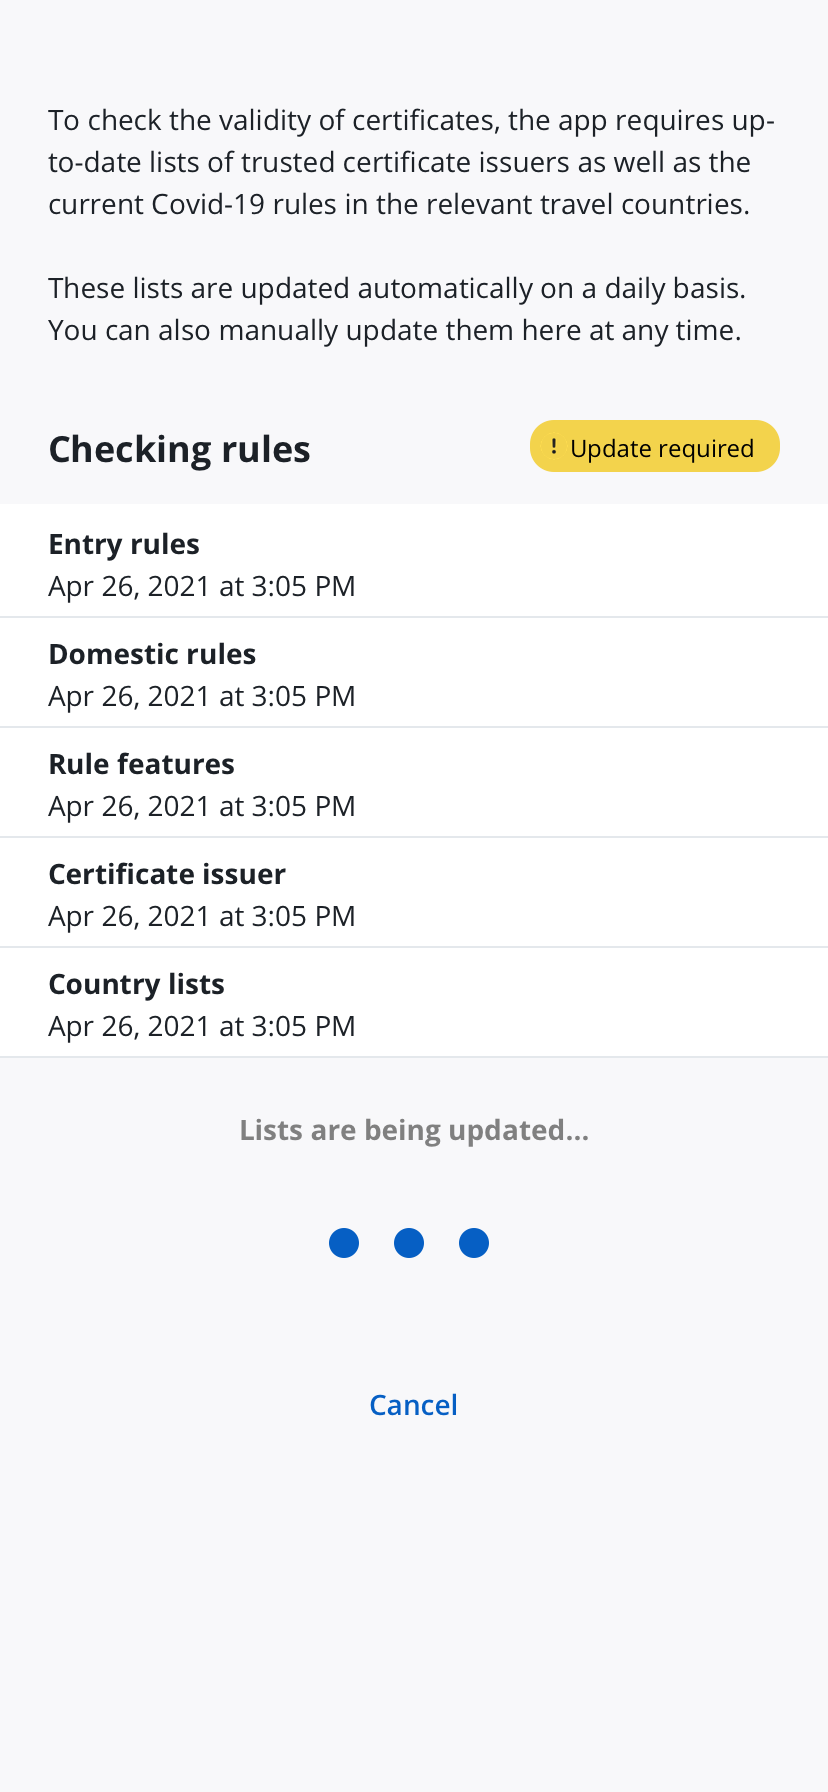 To check the validity of certificates, the app requires up-
to-date lists of trusted certificate issuers as well as the
current Covid-19 rules in the relevant travel countries.
These lists are updated automatically on a daily basis.
You can also manually update them here at any time.
Checking rules
! Update required
Entry rules
Apr 26, 2021 at 3:05 PM
Domestic rules
Apr 26, 2021 at 3:05 PM
Rule features
Apr 26, 2021 at 3:05 PM
Certificate issuer
Apr 26, 2021 at 3:05 PM
Country lists
Apr 26, 2021 at 3:05 PM
Lists are being updated...
Cancel